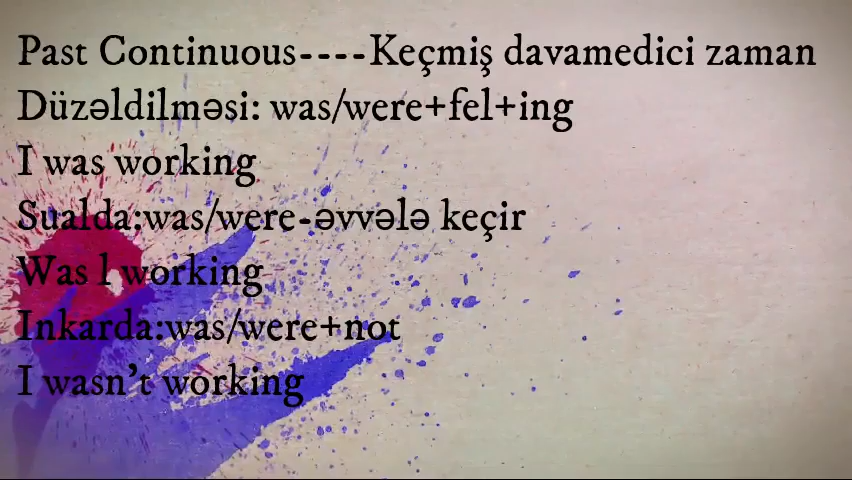 Past Continuous----Keçmiş davamedici zaman
Düzəldilməsi: was/were+fel+ing
I was working
Sualda:was/were-əvvələ keçir
Was l working
Inkarda:was/were+not
I wasn't working